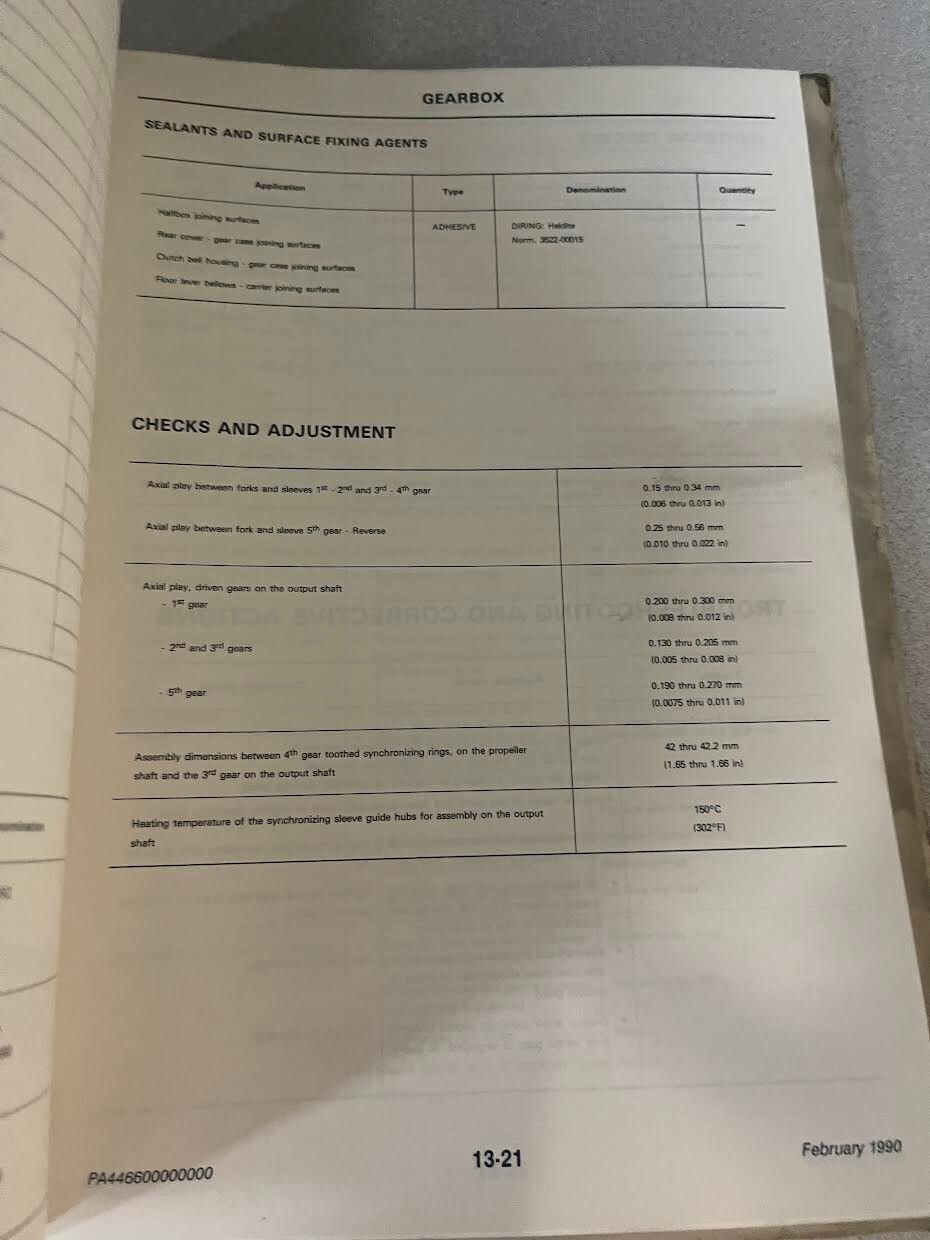 GEARBOX
SEALANTS AND SURFACE FIXING AGENTS
Application Type Denomination Quantity
Halfbox joining surfaces
Rear cover - gear case joining surfaces
Clutch bell housing - gear case joining surfaces
Floor lever bellows - carrier joining surfaces
ADHESIVE
DIRING: Heldite
Norm. 3522-00015
—
CHECKS AND ADJUSTMENT
Axial play between forks and sleeves 1st - 2nd and 3rd - 4th gear
0.15 thru 0.34 mm
(0.006 thru 0.013 in)
Axial play between fork and sleeve 5th gear - Reverse
0.25 thru 0.56 mm
(0.010 thru 0.022 in)
Axial play, driven gears on the output shaft
- 1st gear
0.200 thru 0.300 mm
(0.008 thru 0.012 in)
- 2nd and 3rd gears
0.130 thru 0.205 mm
(0.005 thru 0.008 in)
- 5th gear
0.190 thru 0.270 mm
(0.0075 thru 0.011 in)
Assembly dimensions between 4th gear toothed synchronizing rings, on the propeller
shaft and the 3rd gear on the output shaft
42 thru 42.2 mm
(1.65 thru 1.66 in)
Heating temperature of the synchronizing sleeve guide hubs for assembly on the output
shaft
150°C
(302°F)
PA446600000000
13-21
February 1990